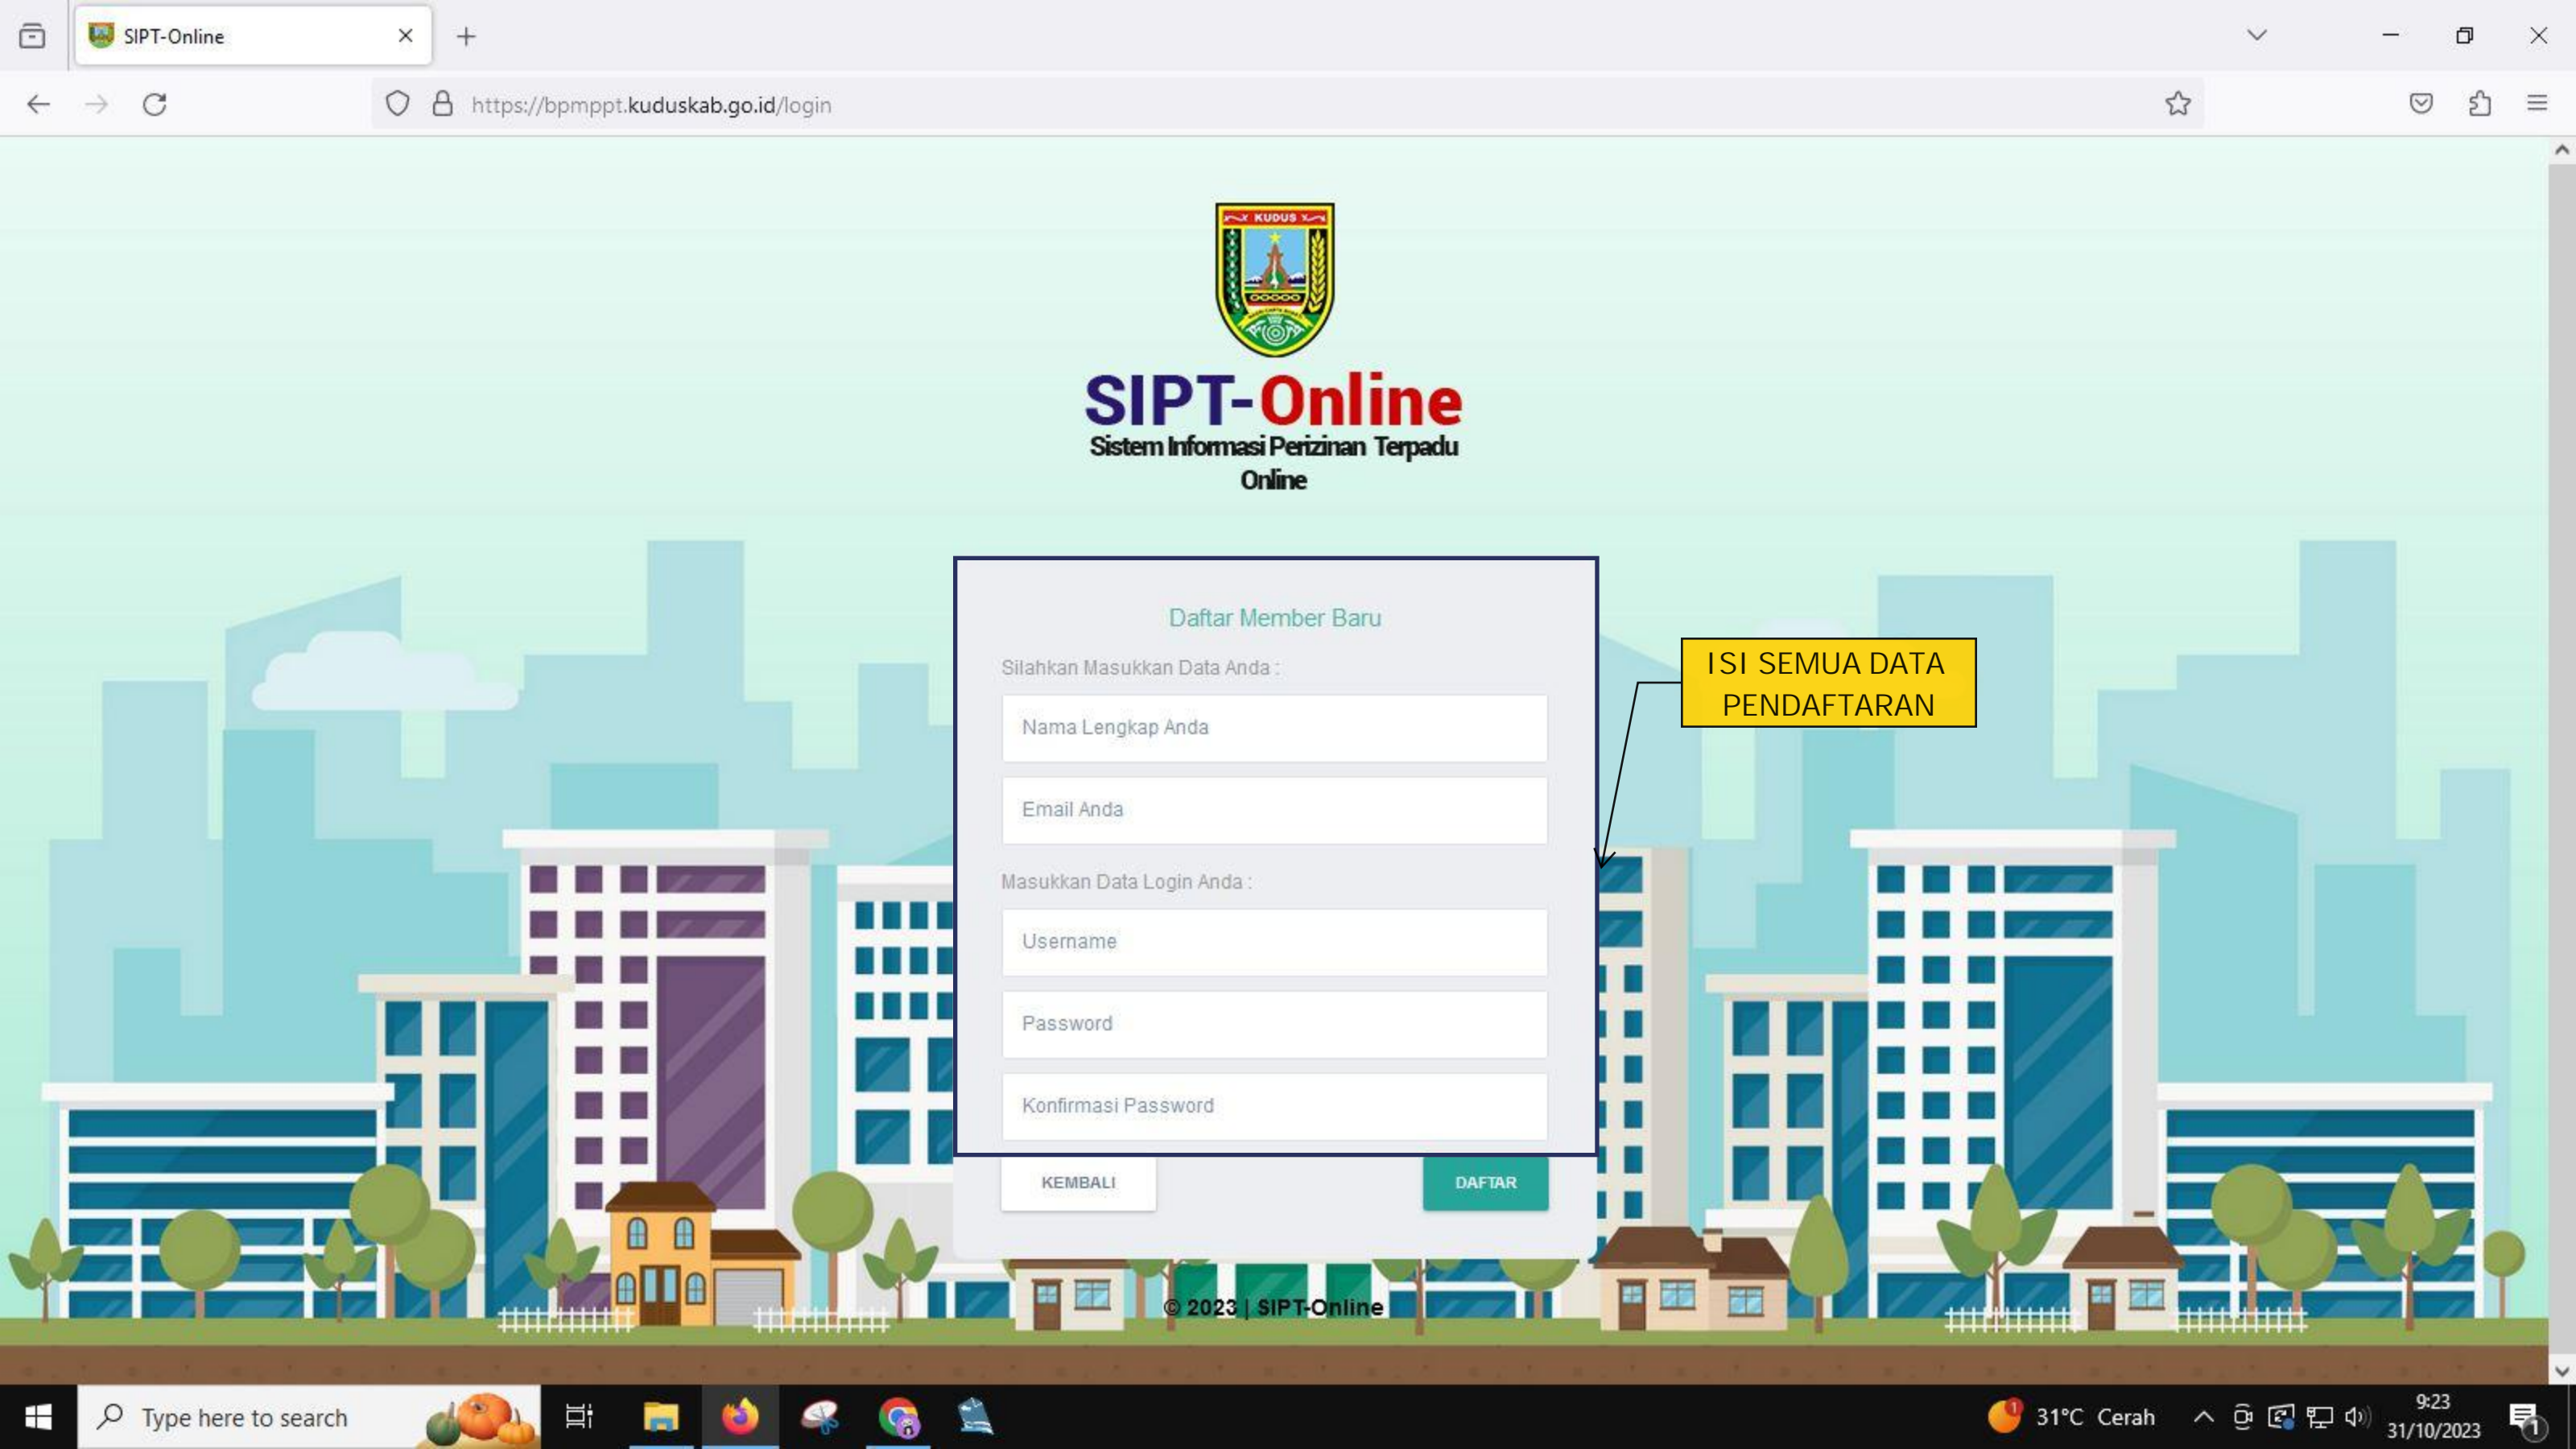 SIPT-Online
https://bpmppt.kuduskab.go.id/login
KUDUS
SIPT-Online
Sistem Informasi Perizinan Terpadu
Online
Daftar Member Baru
Silahkan Masukkan Data Anda :
Nama Lengkap Anda
Email Anda
Masukkan Data Login Anda :
Username
Password
Konfirmasi Password
KEMBALI
DAFTAR
ISI SEMUA DATA
PENDAFTARAN
© 2023 | SIPT-Online
Type here to search
1
31°C Cerah
9:23
31/10/2023
1